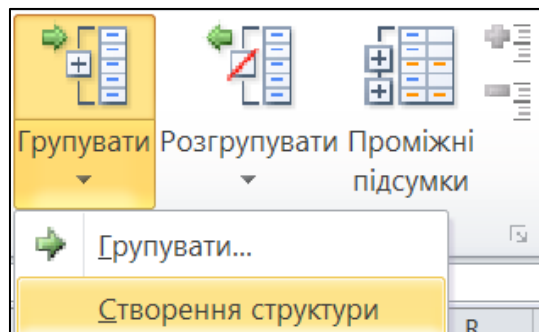 Групувати Розгрупувати Проміжні
підсумки
Групувати...
Створення структури
R